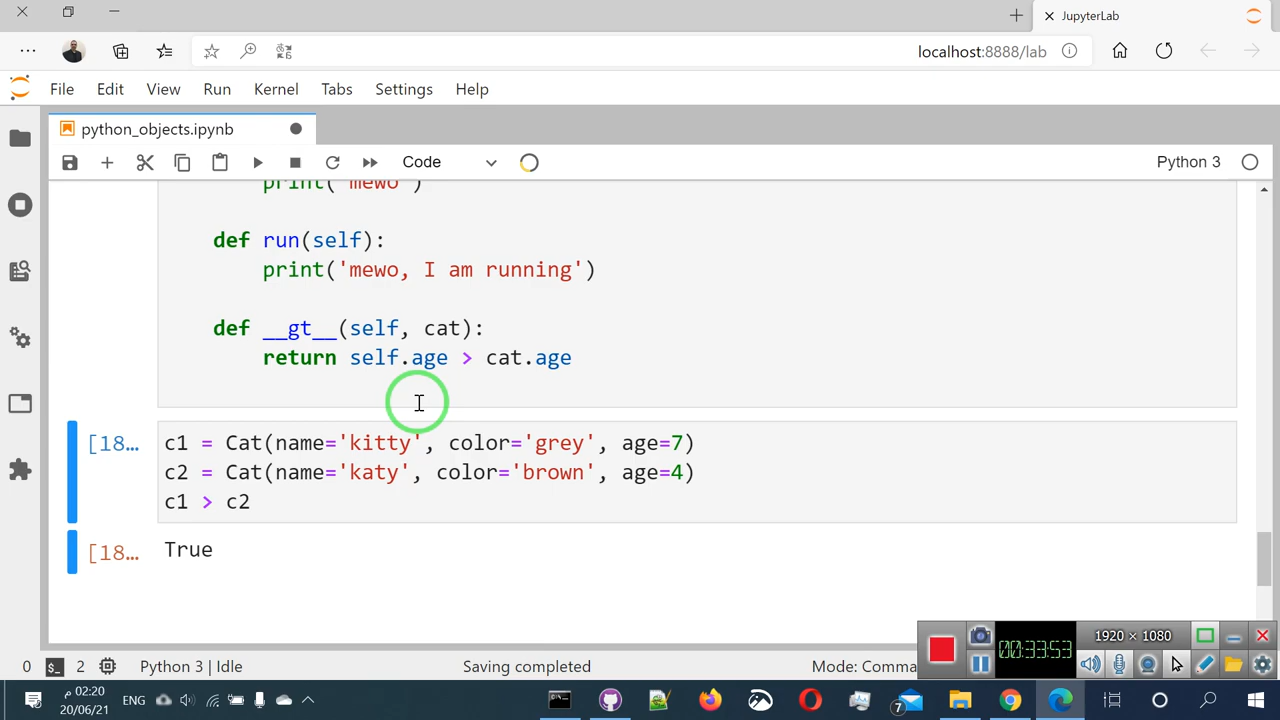 JupyterLab
localhost:8888/lab
File Edit View Run Kernel Tabs Settings Help
python_objects.ipynb
Code
Python 3
print('mewo')
def run(self):
print('mewo, I am running')
def __gt__(self, cat):
return self.age > cat.age
[18… c1 = Cat(name='kitty', color='grey', age=7)
c2 = Cat(name='katy', color='brown', age=4)
c1 > c2
[18… True
1920 × 1080
00:33:53
0 2 Python 3 | Idle Saving completed Mode: Comma
02:20 م
20/06/21
ENG
7